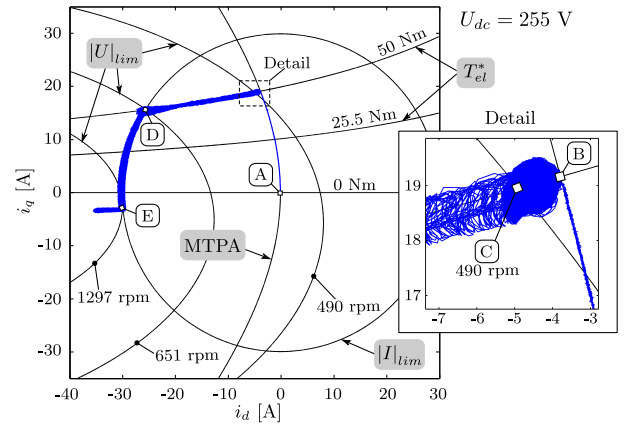 U_dc = 255 V
50 Nm
|U|_lim
Detail
T*_el
25.5 Nm
Detail
D
A
B
0 Nm
E
C
MTPA
490 rpm
1297 rpm
490 rpm
651 rpm
|I|_lim
40
30
20
10
0
-10
-20
-30
i_q [A]
-40
-30
-20
-10
0
10
20
30
i_d [A]
19
18
17
-7
-6
-5
-4
-3